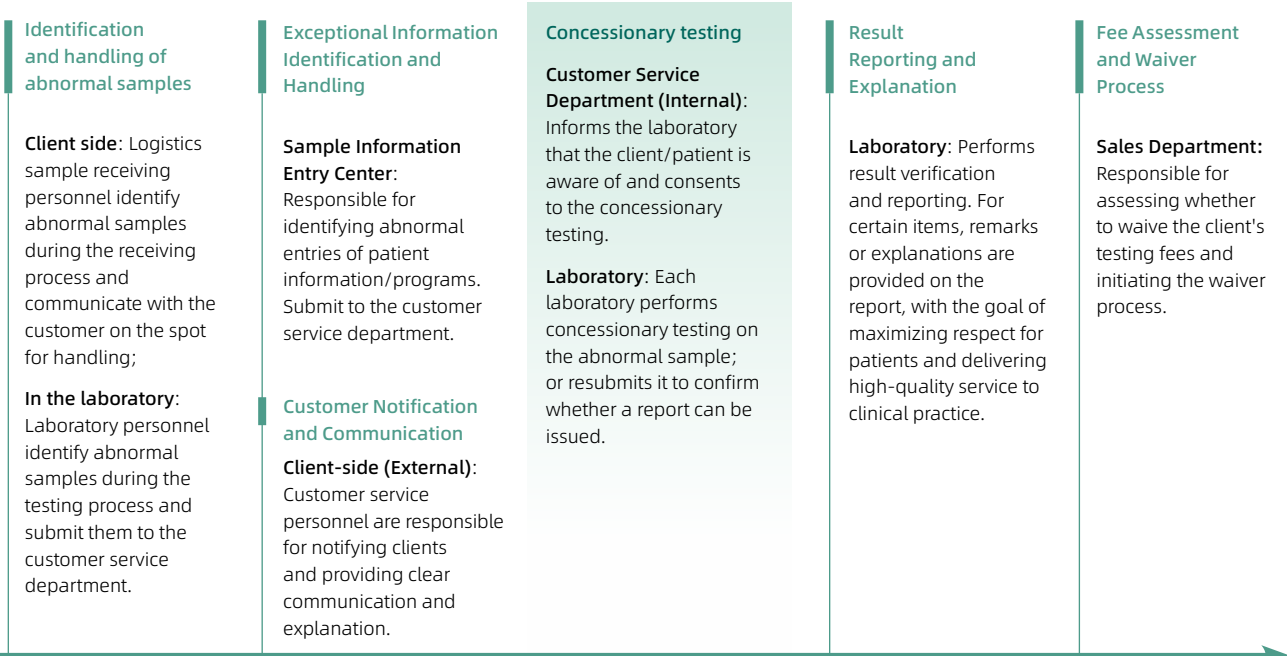 Identification
and handling of
abnormal samples
Client side: Logistics
sample receiving
personnel identify
abnormal samples
during the receiving
process and
communicate with the
customer on the spot
for handling;
In the laboratory:
Laboratory personnel
identify abnormal
samples during the
testing process and
submit them to the
customer service
department.
Exceptional Information
Identification and
Handling
Sample Information
Entry Center:
Responsible for
identifying abnormal
entries of patient
information/programs.
Submit to the customer
service department.
Customer Notification
and Communication
Client-side (External):
Customer service
personnel are responsible
for notifying clients
and providing clear
communication and
explanation.
Concessionary testing
Customer Service
Department (Internal):
Informs the laboratory
that the client/patient is
aware of and consents
to the concessionary
testing.
Laboratory: Each
laboratory performs
concessionary testing on
the abnormal sample;
or resubmits it to confirm
whether a report can be
issued.
Result
Reporting and
Explanation
Laboratory: Performs
result verification
and reporting. For
certain items, remarks
or explanations are
provided on the
report, with the goal of
maximizing respect for
patients and delivering
high-quality service to
clinical practice.
Fee Assessment
and Waiver
Process
Sales Department:
Responsible for
assessing whether
to waive the client's
testing fees and
initiating the waiver
process.